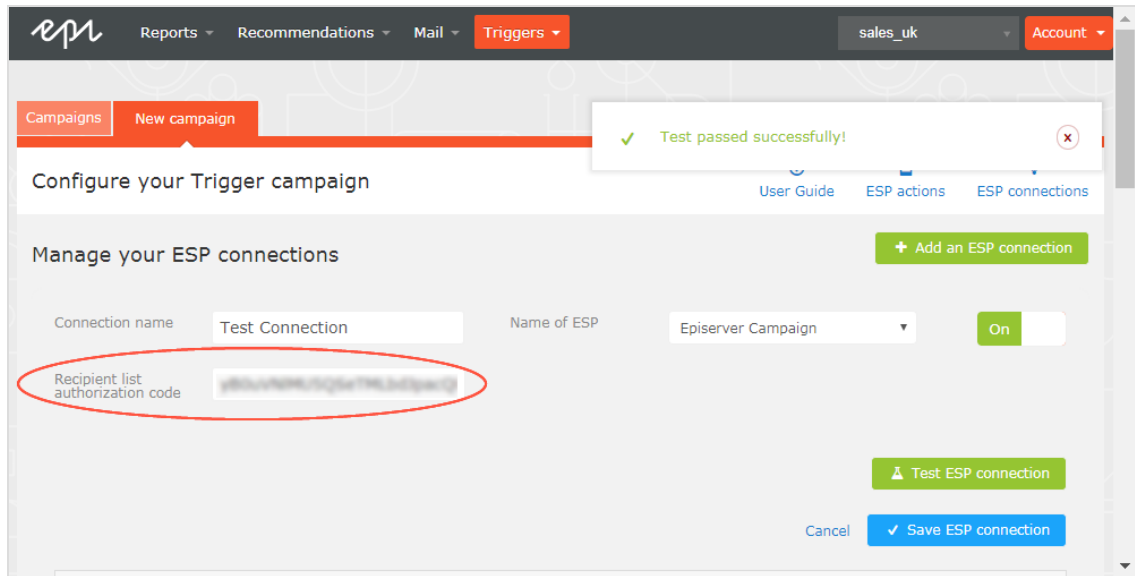 epi Reports Recommendations Mail Triggers sales_uk Account
Campaigns New campaign
Test passed successfully!
Configure your Trigger campaign
User Guide ESP actions ESP connections
Manage your ESP connections
+ Add an ESP connection
Connection name Test Connection Name of ESP Episerver Campaign On
Recipient list
authorization code
Test ESP connection
Cancel Save ESP connection